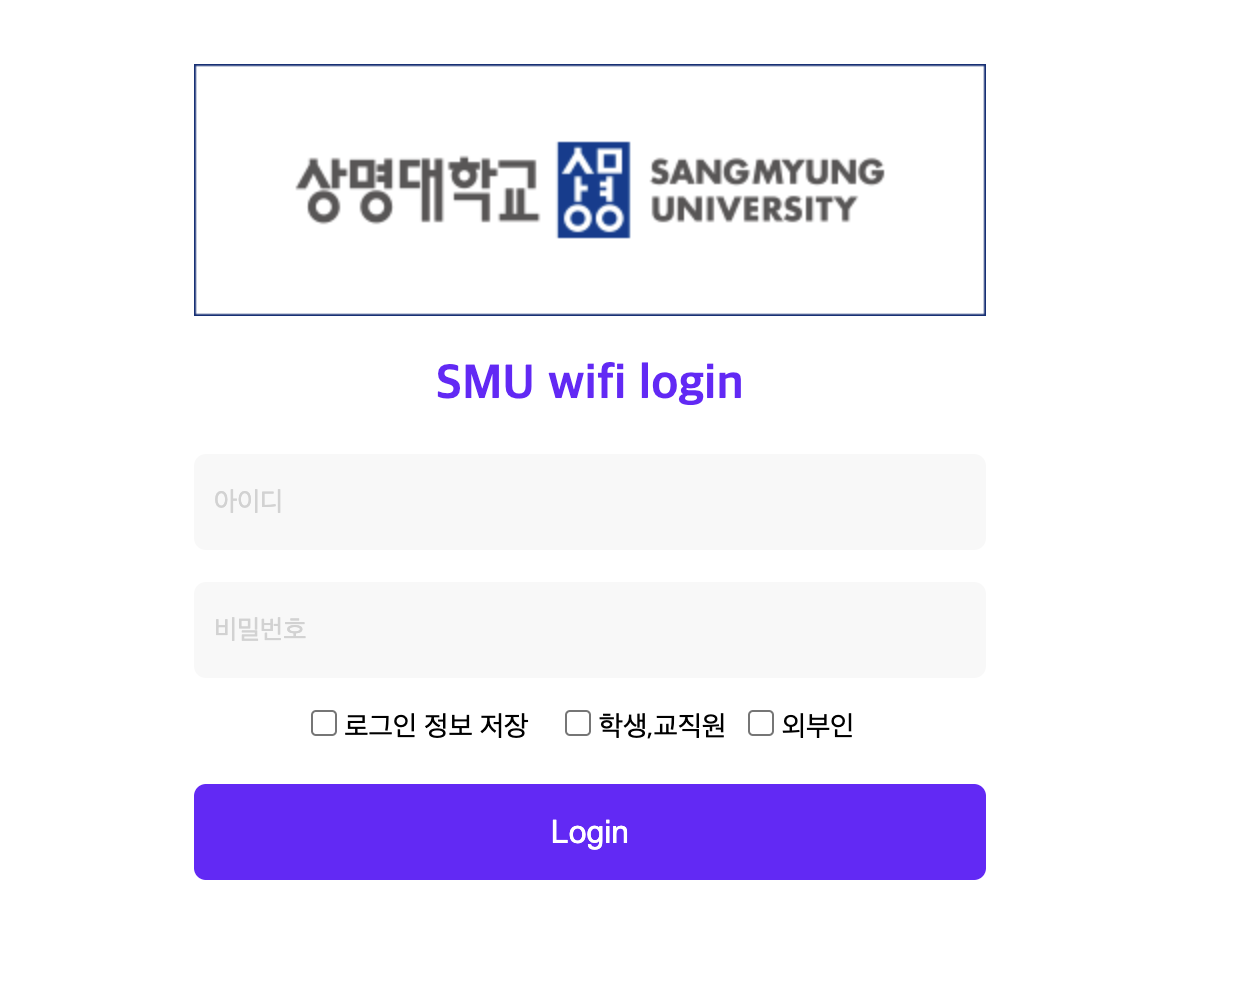 상명대학교 상명 SANGMYUNG
UNIVERSITY
SMU wifi login
아이디
비밀번호
로그인 정보 저장 학생,교직원 외부인
Login